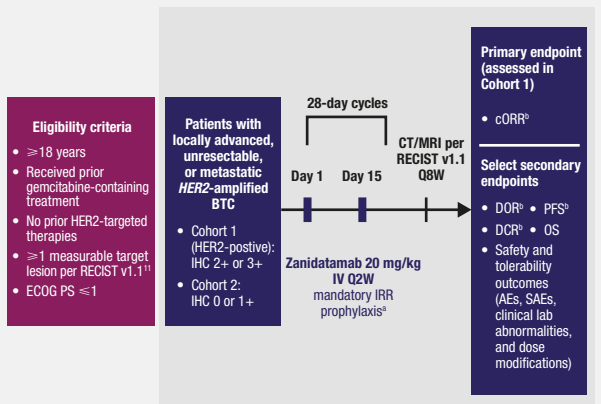 Eligibility criteria
• ≥18 years
• Received prior
gemcitabine-containing
treatment
• No prior HER2-targeted
therapies
• ≥1 measurable target
lesion per RECIST v1.1¹¹
• ECOG PS ≤1
Patients with
locally advanced,
unresectable,
or metastatic
HER2-amplified
BTC
• Cohort 1
(HER2-postive):
IHC 2+ or 3+
• Cohort 2:
IHC 0 or 1+
28-day cycles
Day 1 Day 15
CT/MRI per
RECIST v1.1
Q8W
Zanidatamab 20 mg/kg
IV Q2W
mandatory IRR
prophylaxisᵃ
Primary endpoint
(assessed in
Cohort 1)
• cORRᵇ
Select secondary
endpoints
• DORᵇ • PFSᵇ
• DCRᵇ • OS
• Safety and
tolerability
outcomes
(AEs, SAEs,
clinical lab
abnormalities,
and dose
modifications)